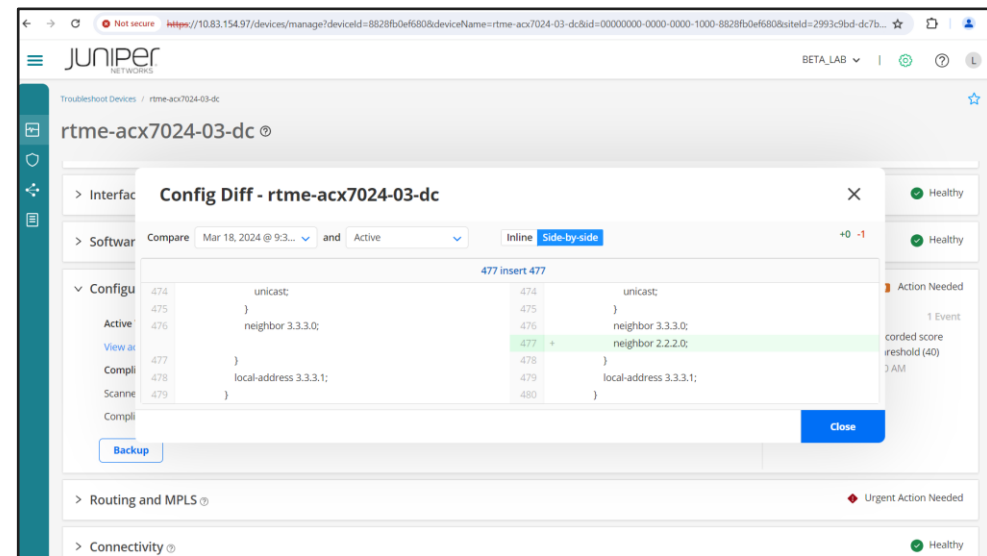 Not secure https://10.83.154.97/devices/manage?deviceId=8828fb0ef680&deviceName=rtme-acx7024-03-dc&id=00000000-0000-0000-1000-8828fb0ef680&siteId=2993c9bd-dc7b...
JUNIPER
NETWORKS
BETA_LAB
L
Troubleshoot Devices / rtme-acx7024-03-dc
rtme-acx7024-03-dc
> Interfac
Healthy
Config Diff - rtme-acx7024-03-dc
> Softwar
Healthy
Compare Mar 18, 2024 @ 9:3... and Active Inline Side-by-side +0 -1
477 insert 477
Configu
Action Needed
474 unicast; 474 unicast;
475 } 475 }
476 neighbor 3.3.3.0; 476 neighbor 3.3.3.0;
477 + neighbor 2.2.2.0;
477 } 478 }
478 local-address 3.3.3.1; 479 local-address 3.3.3.1;
479 } 480 }
1 Event
Active
corded score
View ac
reshold (40)
Compli
AM
Scanne
Compli
Close
Backup
> Routing and MPLS
Urgent Action Needed
> Connectivity
Healthy